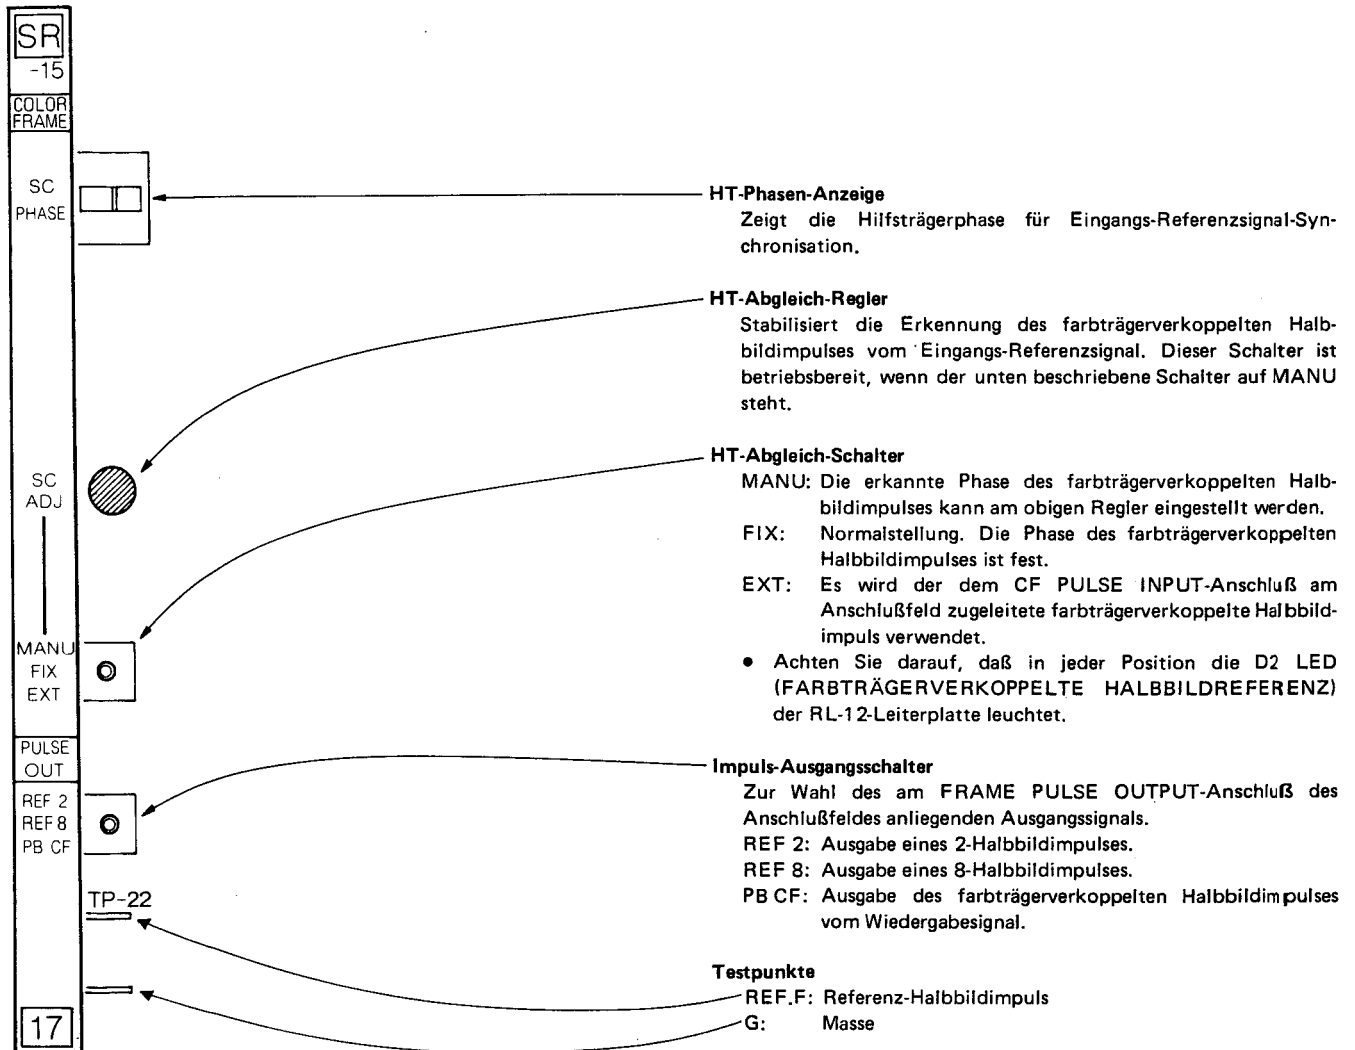 SR
-15
COLOR
FRAME
SC
PHASE
SC
ADJ
MANU
FIX
EXT
PULSE
OUT
REF 2
REF 8
PB CF
TP-22
17
HT-Phasen-Anzeige
Zeigt die Hilfsträgerphase für Eingangs-Referenzsignal-Syn-
chronisation.
HT-Abgleich-Regler
Stabilisiert die Erkennung des farbträgerverkoppelten Halb-
bildimpulses vom Eingangs-Referenzsignal. Dieser Schalter ist
betriebsbereit, wenn der unten beschriebene Schalter auf MANU
steht.
HT-Abgleich-Schalter
MANU: Die erkannte Phase des farbträgerverkoppelten Halb-
bildimpulses kann am obigen Regler eingestellt werden.
FIX: Normalstellung. Die Phase des farbträgerverkoppelten
Halbbildimpulses ist fest.
EXT: Es wird der dem CF PULSE INPUT-Anschluß am
Anschlußfeld zugeleitete farbträgerverkoppelte Halbbild-
impuls verwendet.
• Achten Sie darauf, daß in jeder Position die D2 LED
(FARBTRÄGERVERKOPPELTE HALBBILDREFERENZ)
der RL-12-Leiterplatte leuchtet.
Impuls-Ausgangsschalter
Zur Wahl des am FRAME PULSE OUTPUT-Anschluß des
Anschlußfeldes anliegenden Ausgangssignals.
REF 2: Ausgabe eines 2-Halbbildimpulses.
REF 8: Ausgabe eines 8-Halbbildimpulses.
PB CF: Ausgabe des farbträgerverkoppelten Halbbildimpulses
vom Wiedergabesignal.
Testpunkte
REF.F: Referenz-Halbbildimpuls
G: Masse